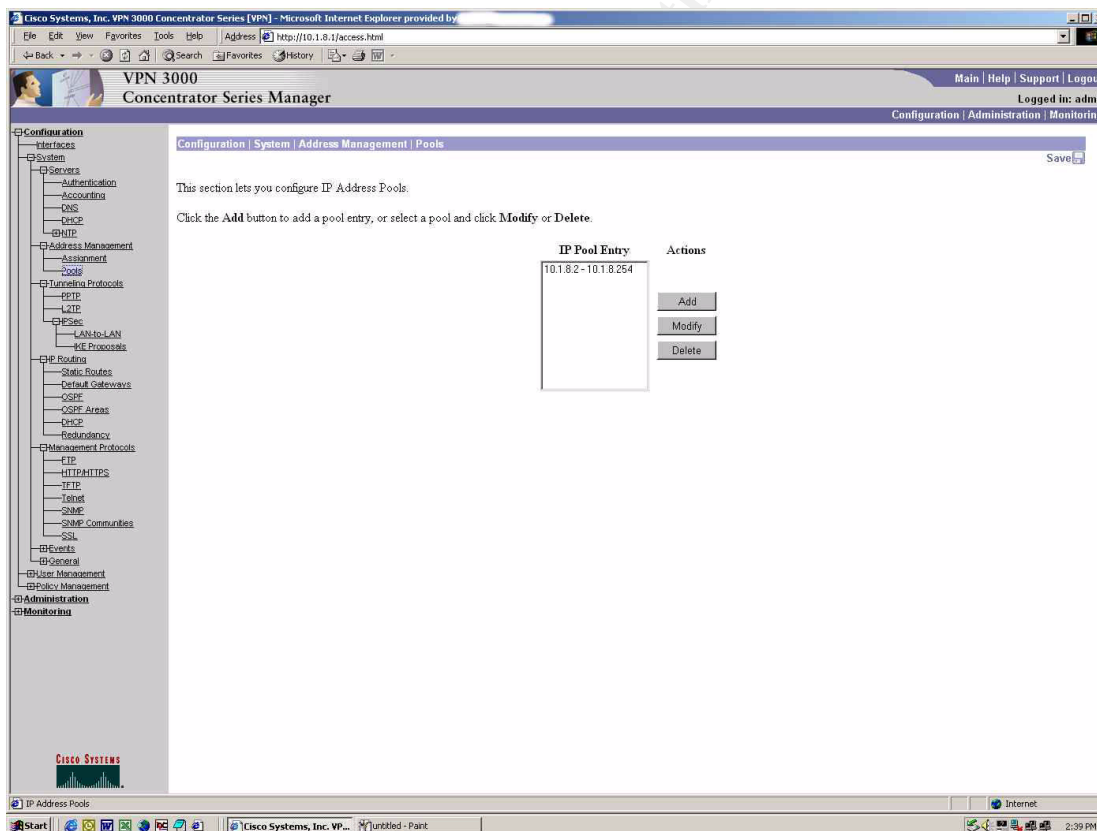 Cisco Systems, Inc. VPN 3000 Concentrator Series [VPN] - Microsoft Internet Explorer provided by
File Edit View Favorites Tools Help Address http://10.1.8.1/access.html
Back Search Favorites History
VPN 3000
Concentrator Series Manager
Main | Help | Support | Logou
Logged in: adm
Configuration | Administration | Monitorin
Configuration
Interfaces
System
Servers
Authentication
Accounting
DNS
DHCP
NTP
Address Management
Assignment
Pools
Tunneling Protocols
PPTP
L2TP
IPSec
LAN-to-LAN
IKE Proposals
IP Routing
Static Routes
Default Gateways
OSPF
OSPF Areas
DHCP
Redundancy
Management Protocols
FTP
HTTP/HTTPS
TFTP
Telnet
SNMP
SNMP Communities
SSL
Events
General
User Management
Policy Management
Administration
Monitoring
CISCO SYSTEMS
Configuration | System | Address Management | Pools
Save
This section lets you configure IP Address Pools.
Click the Add button to add a pool entry, or select a pool and click Modify or Delete.
IP Pool Entry Actions
10.1.8.2 - 10.1.8.254
Add
Modify
Delete
IP Address Pools Internet
Start Cisco Systems, Inc. VP... untitled - Paint 2:39 PM